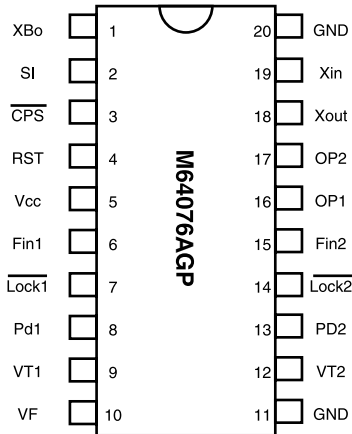 XBo 1 20 GND
SI 2 19 Xin
CPS 3 18 Xout
RST 4 17 OP2
Vcc 5 16 OP1
Fin1 6 15 Fin2
Lock1 7 14 Lock2
Pd1 8 13 PD2
VT1 9 12 VT2
VF 10 11 GND
M64076AGP